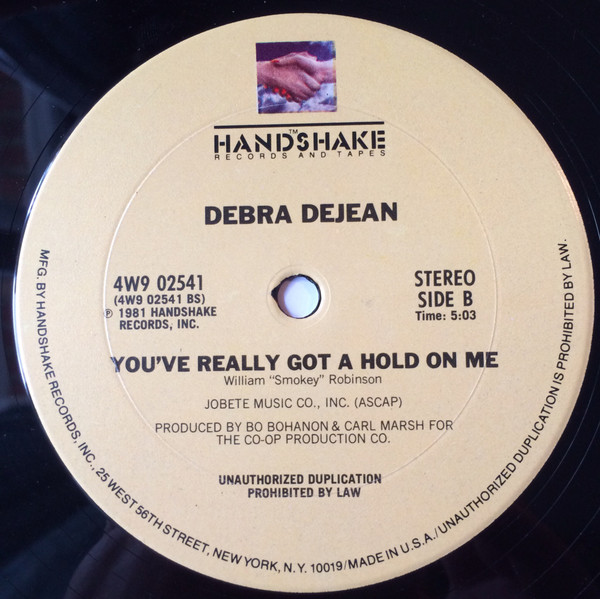 HANDSHAKE™
RECORDS AND TAPES
DEBRA DEJEAN
4W9 02541
(4W9 02541 BS)
℗ 1981 HANDSHAKE
RECORDS, INC.
STEREO
SIDE B
Time: 5:03
YOU'VE REALLY GOT A HOLD ON ME
William "Smokey" Robinson
JOBETE MUSIC CO., INC. (ASCAP)
PRODUCED BY BO BOHANON & CARL MARSH FOR
THE CO-OP PRODUCTION CO.
UNAUTHORIZED DUPLICATION
PROHIBITED BY LAW
MFG. BY HANDSHAKE RECORDS, INC., 25 WEST 56TH STREET, NEW YORK, N.Y. 10019/MADE IN U.S.A./UNAUTHORIZED DUPLICATION IS PROHIBITED BY LAW.